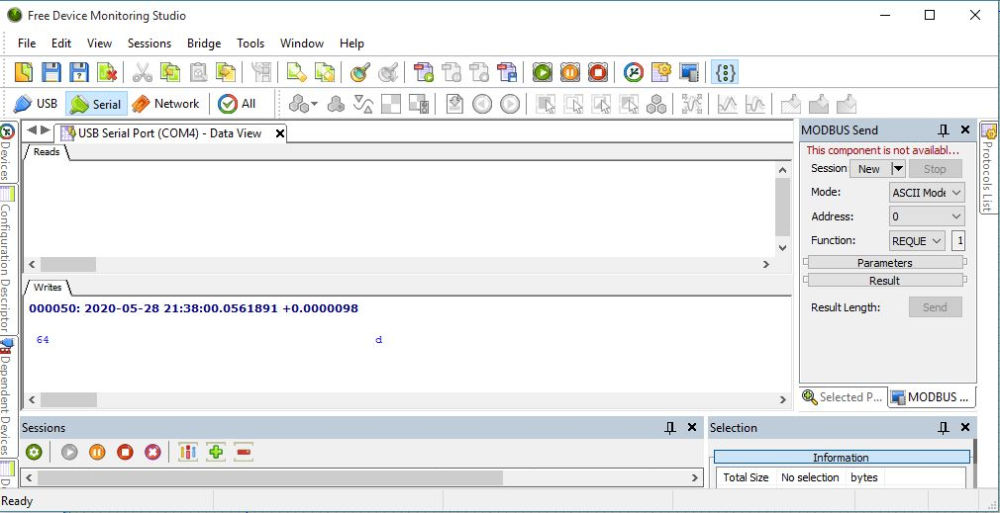 Free Device Monitoring Studio
File Edit View Sessions Bridge Tools Window Help
USB Serial Network All
USB Serial Port (COM4) - Data View
Reads
Writes
000050: 2020-05-28 21:38:00.0561891 +0.0000098
64 d
Devices
Configuration Descriptor
Dependent Devices
MODBUS Send
This component is not availabl...
Session New Stop
Mode: ASCII Mode
Address: 0
Function: REQUE 1
Parameters
Result
Result Length: Send
Selected P... MODBUS ...
Protocols List
Sessions
Selection
Information
Total Size No selection bytes
Ready